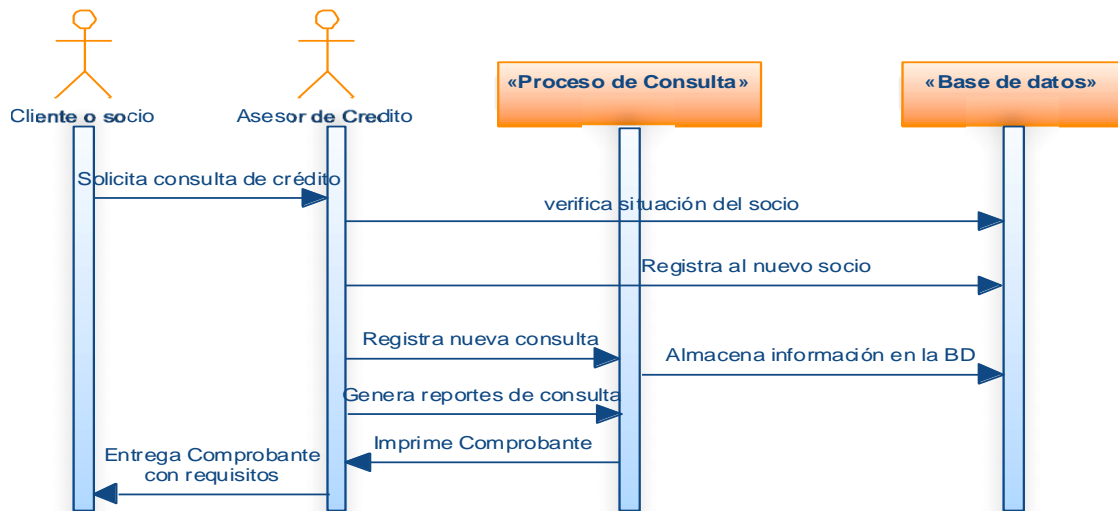 «Proceso de Consulta»
«Base de datos»
Cliente o socio
Asesor de Credito
Solicita consulta de crédito
verifica situación del socio
Registra al nuevo socio
Registra nueva consulta
Almacena información en la BD
Genera reportes de consulta
Imprime Comprobante
Entrega Comprobante
con requisitos